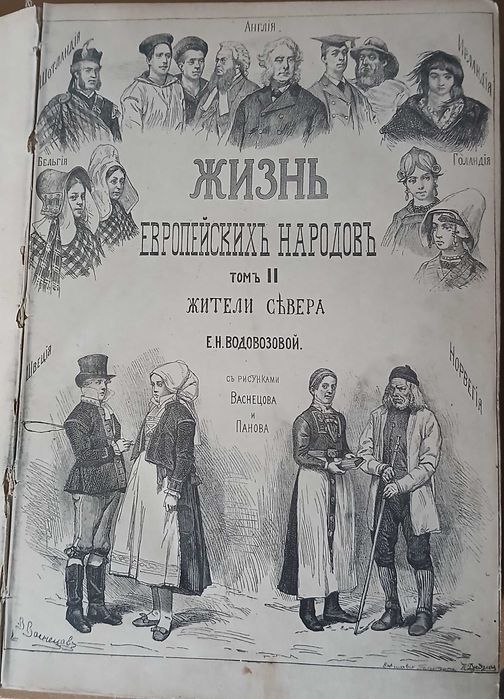 Англія.
Шотландія
Ирландія
Бельгія
Голандія
ЖИЗНЬ
ЕВРОПЕЙСКИХЪ НАРОДОВЪ
ТОМЪ II
ЖИТЕЛИ СѢВЕРА
Е.Н.ВОДОВОЗОВОЙ.
СЪ РИСУНКАМИ
ВАСНЕЦОВА
И
ПАНОВА
Швеція
Норвегія
В Васнецовъ